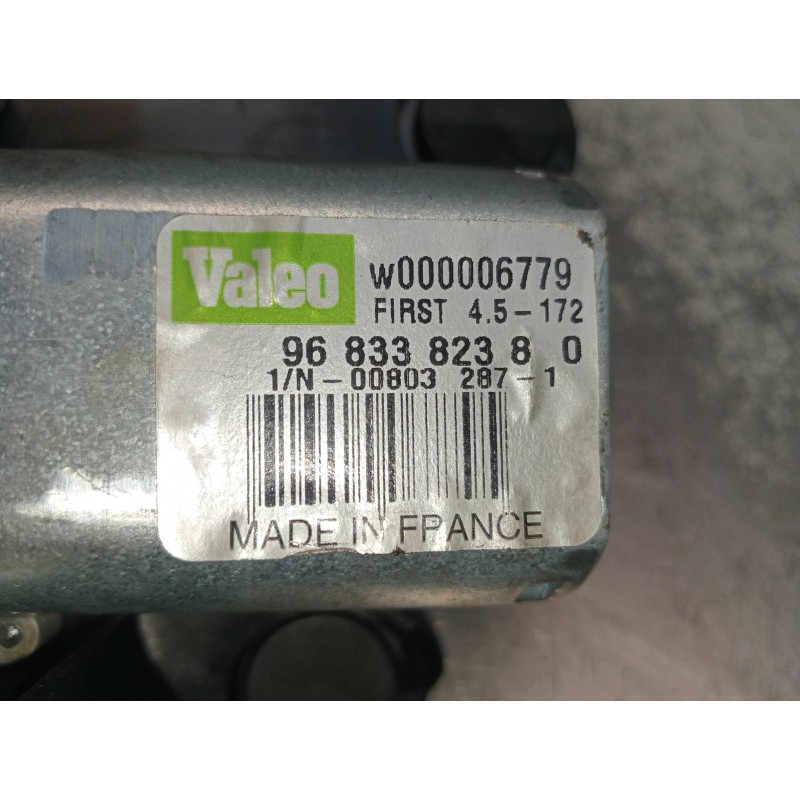 Valeo
w000006779
FIRST 4.5-172
96 833 823 8 0
1/N-00803 287-1
MADE IN FRANCE